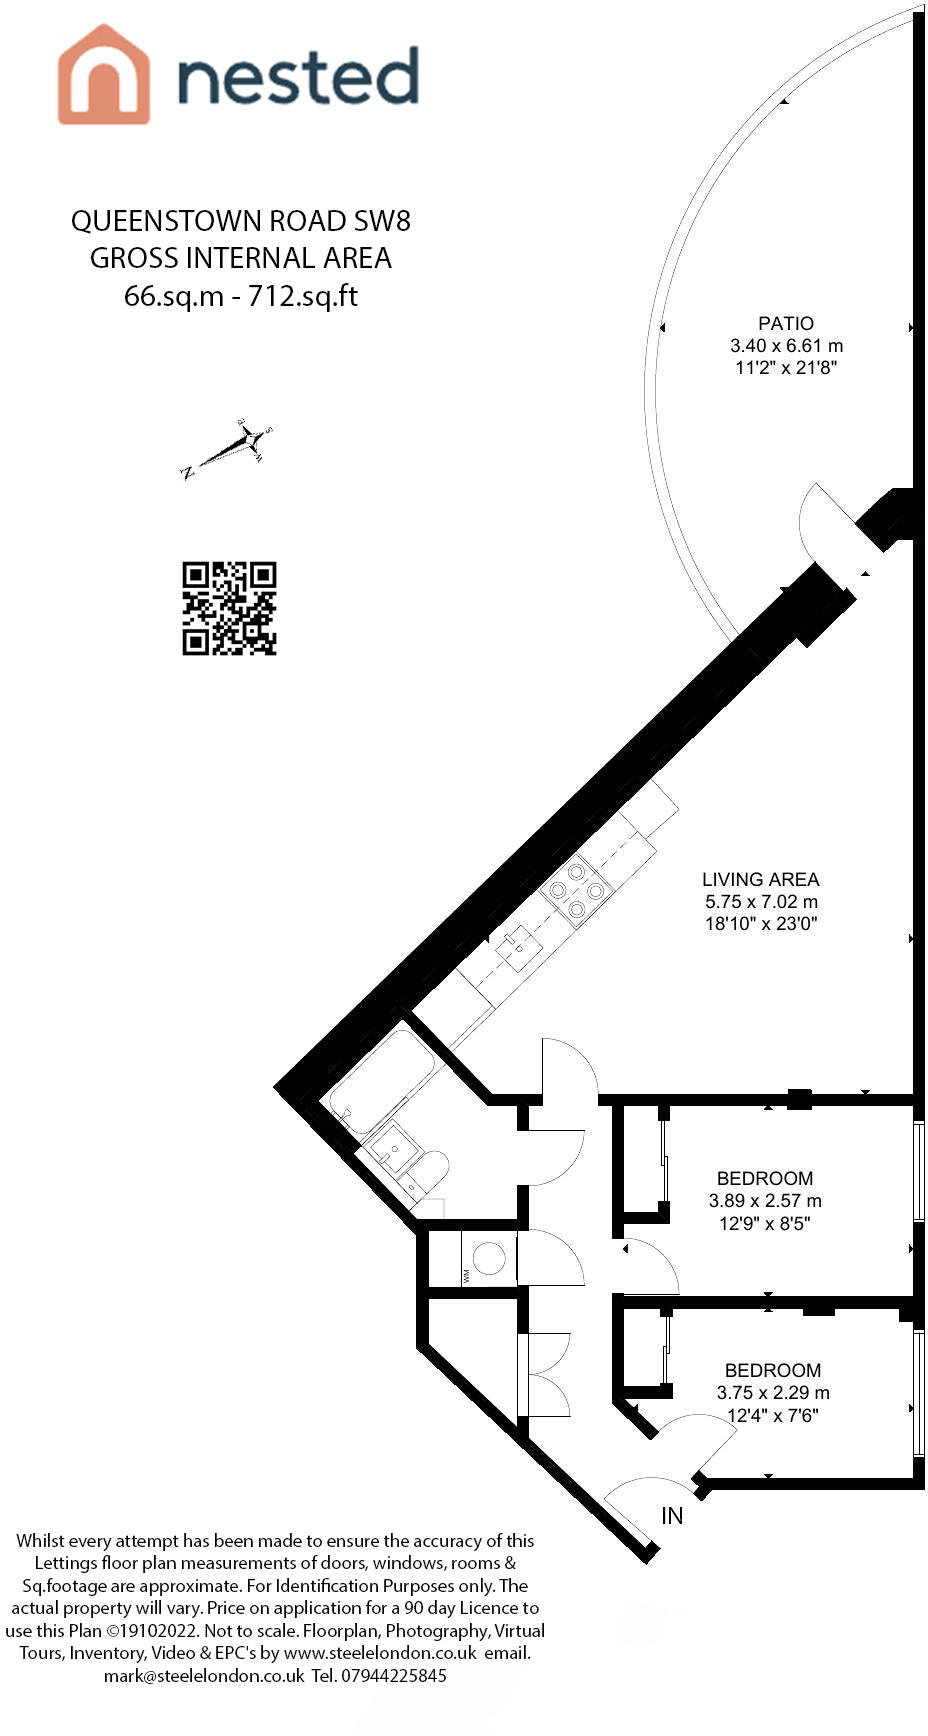 nested
QUEENSTOWN ROAD SW8
GROSS INTERNAL AREA
66.sq.m - 712.sq.ft
PATIO
3.40 x 6.61 m
11'2" x 21'8"
E
S
N
W
LIVING AREA
5.75 x 7.02 m
18'10" x 23'0"
BEDROOM
3.89 x 2.57 m
12'9" x 8'5"
WM
BEDROOM
3.75 x 2.29 m
12'4" x 7'6"
IN
Whilst every attempt has been made to ensure the accuracy of this
Lettings floor plan measurements of doors, windows, rooms &
Sq.footage are approximate. For Identification Purposes only. The
actual property will vary. Price on application for a 90 day Licence to
use this Plan ©19102022. Not to scale. Floorplan, Photography, Virtual
Tours, Inventory, Video & EPC's by www.steelelondon.co.uk email.
mark@steelelondon.co.uk Tel. 07944225845